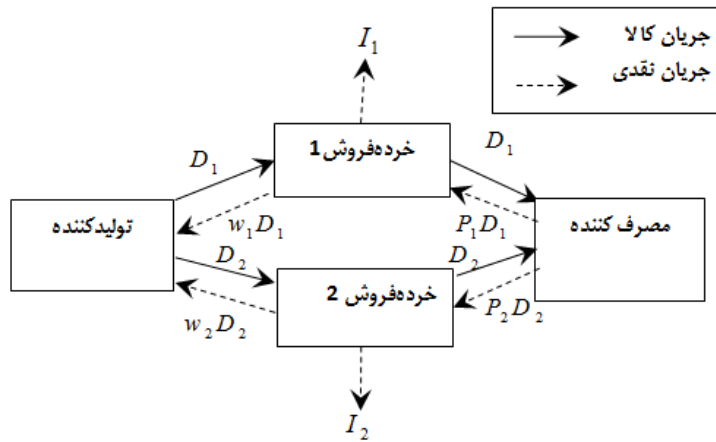 جریان کالا
جریان نقدی
I₁
خرده‌فروش 1
D₁
D₁
w₁D₁
P₁D₁
تولیدکننده
مصرف کننده
D₂
D₂
خرده‌فروش 2
w₂D₂
P₂D₂
I₂